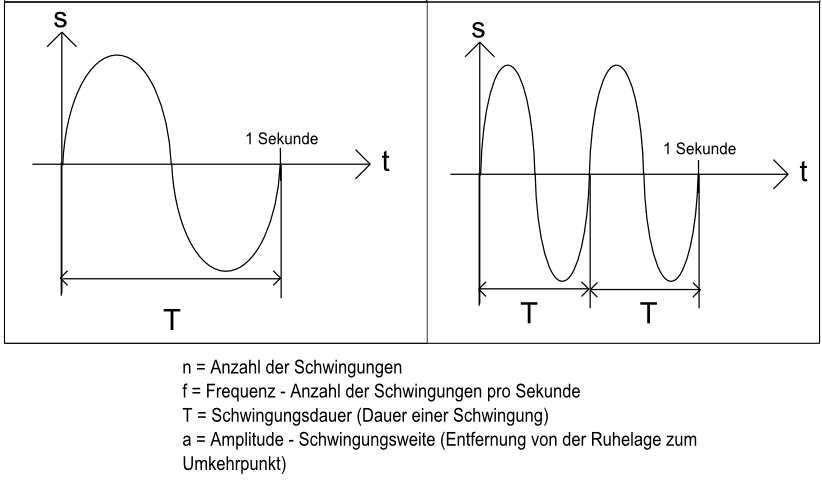 s
1 Sekunde
t
T
s
1 Sekunde
t
T T
n = Anzahl der Schwingungen
f = Frequenz - Anzahl der Schwingungen pro Sekunde
T = Schwingungsdauer (Dauer einer Schwingung)
a = Amplitude - Schwingungsweite (Entfernung von der Ruhelage zum
Umkehrpunkt)